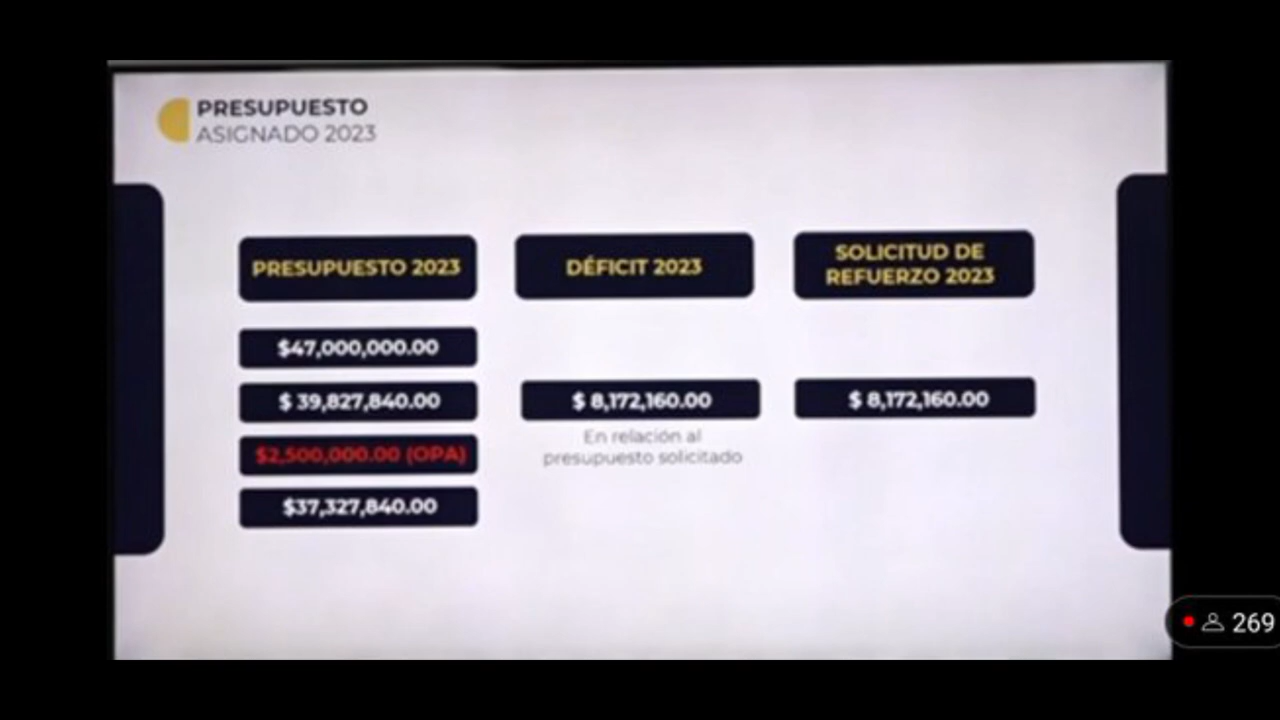 PRESUPUESTO
ASIGNADO 2023
PRESUPUESTO 2023
$47,000,000.00
$ 39,827,840.00
$2,500,000.00 (OPA)
$37,327,840.00
DÉFICIT 2023
$ 8,172,160.00
En relación al
presupuesto solicitado
SOLICITUD DE
REFUERZO 2023
$ 8,172,160.00
269